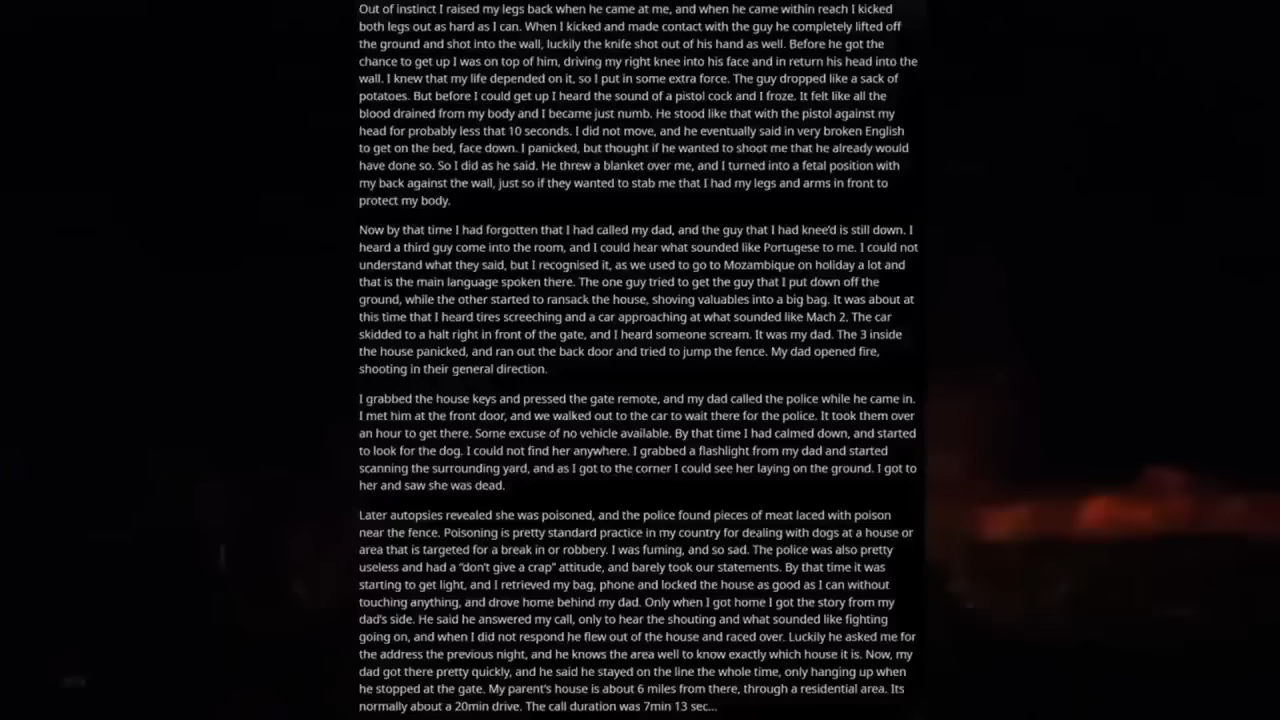 Out of instinct I raised my legs back when he came at me, and when he came within reach I kicked
both legs out as hard as I can. When I kicked and made contact with the guy he completely lifted off
the ground and shot into the wall, luckily the knife shot out of his hand as well. Before he got the
chance to get up I was on top of him, driving my right knee into his face and in return his head into the
wall. I knew that my life depended on it, so I put in some extra force. The guy dropped like a sack of
potatoes. But before I could get up I heard the sound of a pistol cock and I froze. It felt like all the
blood drained from my body and I became just numb. He stood like that with the pistol against my
head for probably less that 10 seconds. I did not move, and he eventually said in very broken English
to get on the bed, face down. I panicked, but thought if he wanted to shoot me that he already would
have done so. So I did as he said. He threw a blanket over me, and I turned into a fetal position with
my back against the wall, just so if they wanted to stab me that I had my legs and arms in front to
protect my body.
Now by that time I had forgotten that I had called my dad, and the guy that I had knee'd is still down. I
heard a third guy come into the room, and I could hear what sounded like Portugese to me. I could not
understand what they said, but I recognised it, as we used to go to Mozambique on holiday a lot and
that is the main language spoken there. The one guy tried to get the guy that I put down off the
ground, while the other started to ransack the house, shoving valuables into a big bag. It was about at
this time that I heard tires screeching and a car approaching at what sounded like Mach 2. The car
skidded to a halt right in front of the gate, and I heard someone scream. It was my dad. The 3 inside
the house panicked, and ran out the back door and tried to jump the fence. My dad opened fire,
shooting in their general direction.
I grabbed the house keys and pressed the gate remote, and my dad called the police while he came in.
I met him at the front door, and we walked out to the car to wait there for the police. It took them over
an hour to get there. Some excuse of no vehicle available. By that time I had calmed down, and started
to look for the dog. I could not find her anywhere. I grabbed a flashlight from my dad and started
scanning the surrounding yard, and as I got to the corner I could see her laying on the ground. I got to
her and saw she was dead.
Later autopsies revealed she was poisoned, and the police found pieces of meat laced with poison
near the fence. Poisoning is pretty standard practice in my country for dealing with dogs at a house or
area that is targeted for a break in or robbery. I was fuming, and so sad. The police was also pretty
useless and had a “don't give a crap” attitude, and barely took our statements. By that time it was
starting to get light, and I retrieved my bag, phone and locked the house as good as I can without
touching anything, and drove home behind my dad. Only when I got home I got the story from my
dad's side. He said he answered my call, only to hear the shouting and what sounded like fighting
going on, and when I did not respond he flew out of the house and raced over. Luckily he asked me for
the address the previous night, and he knows the area well to know exactly which house it is. Now, my
dad got there pretty quickly, and he said he stayed on the line the whole time, only hanging up when
he stopped at the gate. My parent's house is about 6 miles from there, through a residential area. Its
normally about a 20min drive. The call duration was 7min 13 sec...